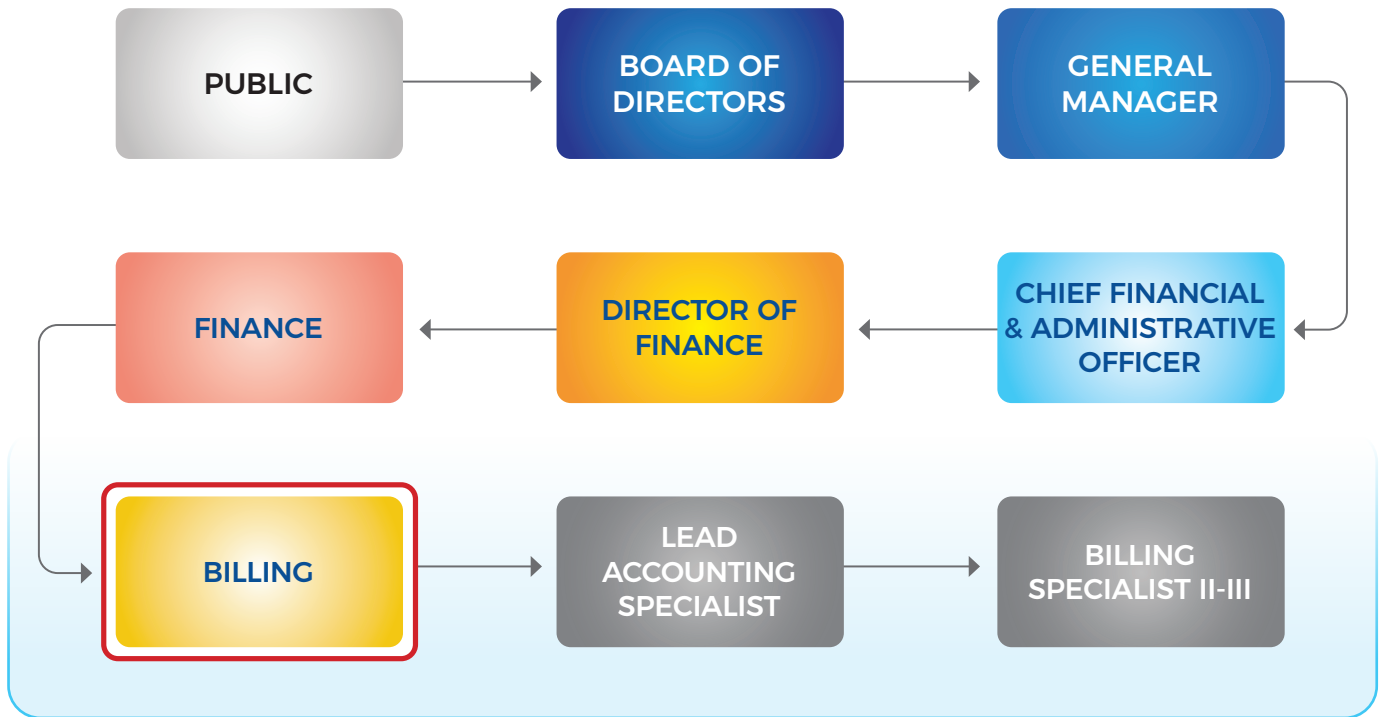 PUBLIC
BOARD OF
DIRECTORS
GENERAL
MANAGER
CHIEF FINANCIAL
& ADMINISTRATIVE
OFFICER
DIRECTOR OF
FINANCE
FINANCE
BILLING
LEAD
ACCOUNTING
SPECIALIST
BILLING
SPECIALIST II-III